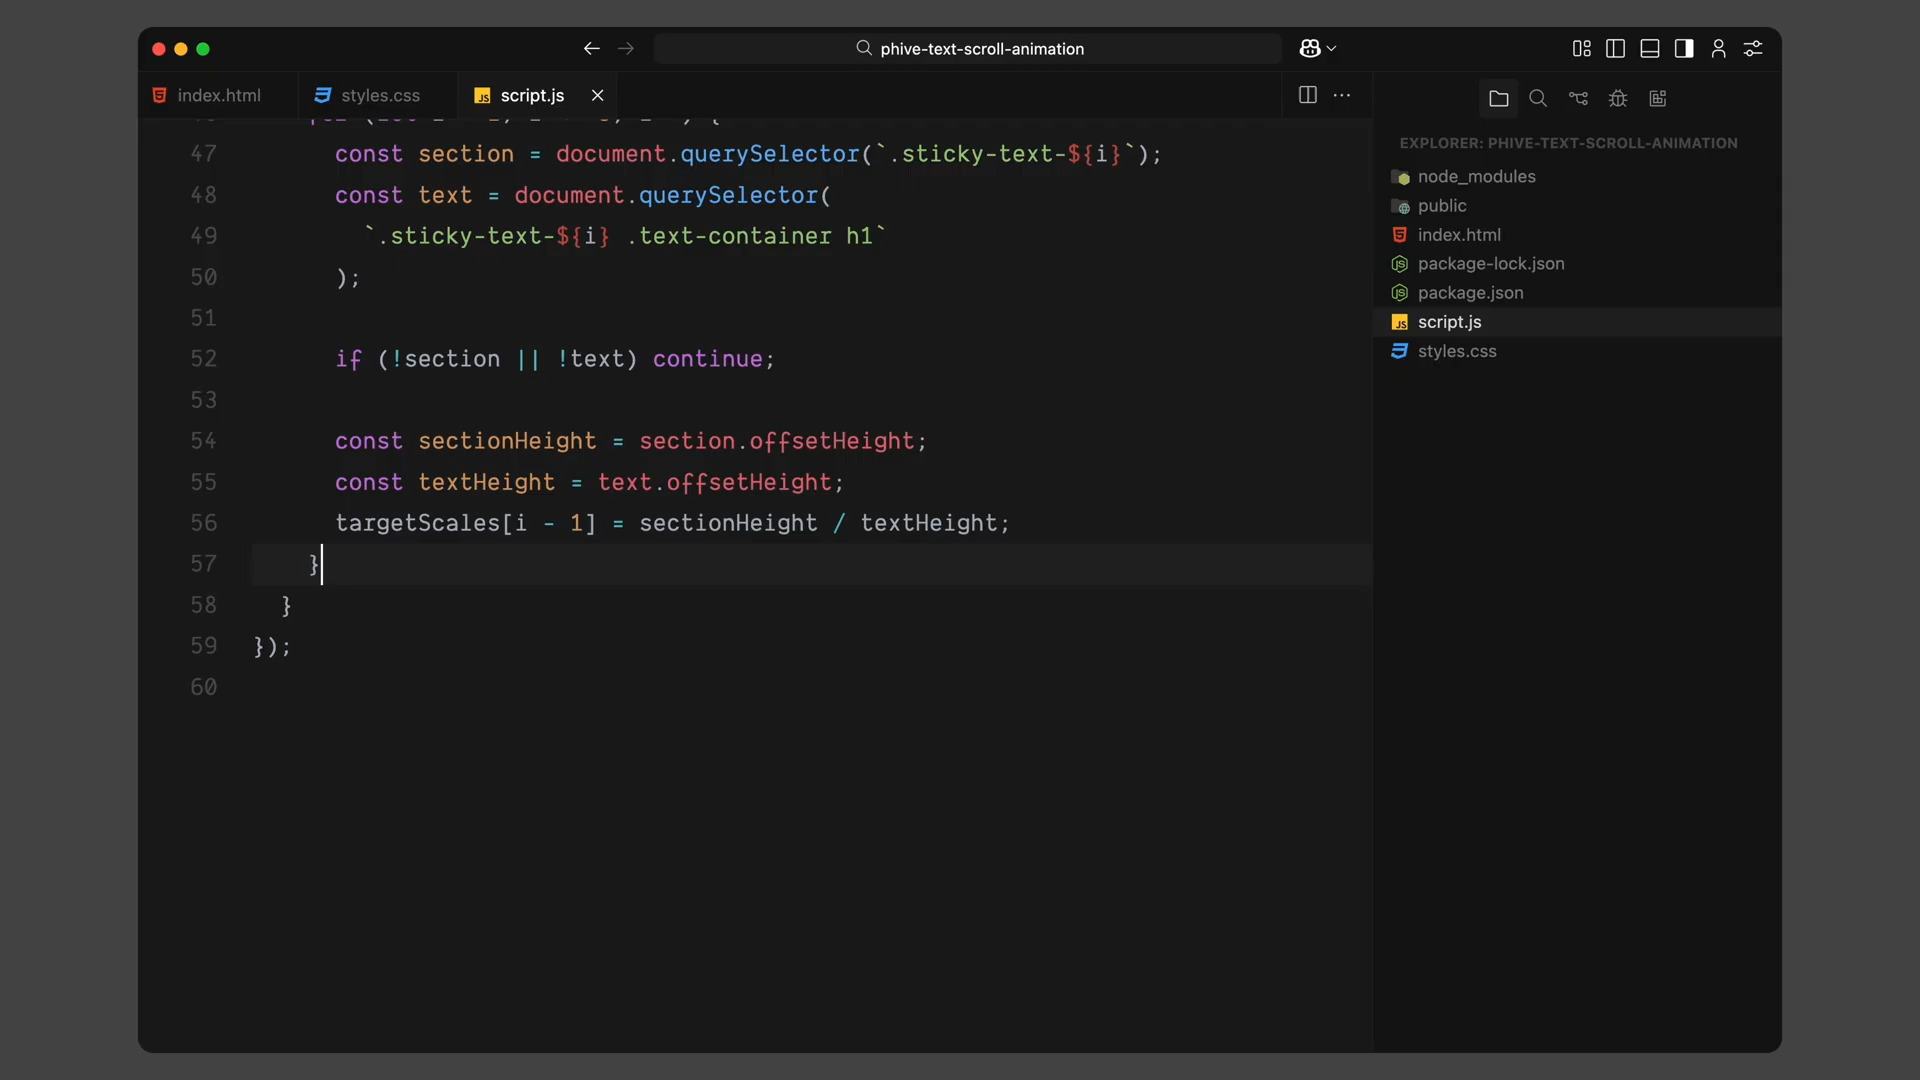 phive-text-scroll-animation
index.html
styles.css
script.js
47 const section = document.querySelector(`.sticky-text-${i}`);
48 const text = document.querySelector(
49 `.sticky-text-${i} .text-container h1`
50 );
51
52 if (!section || !text) continue;
53
54 const sectionHeight = section.offsetHeight;
55 const textHeight = text.offsetHeight;
56 targetScales[i - 1] = sectionHeight / textHeight;
57 }
58 }
59 });
60
EXPLORER: PHIVE-TEXT-SCROLL-ANIMATION
node_modules
public
index.html
package-lock.json
package.json
script.js
styles.css